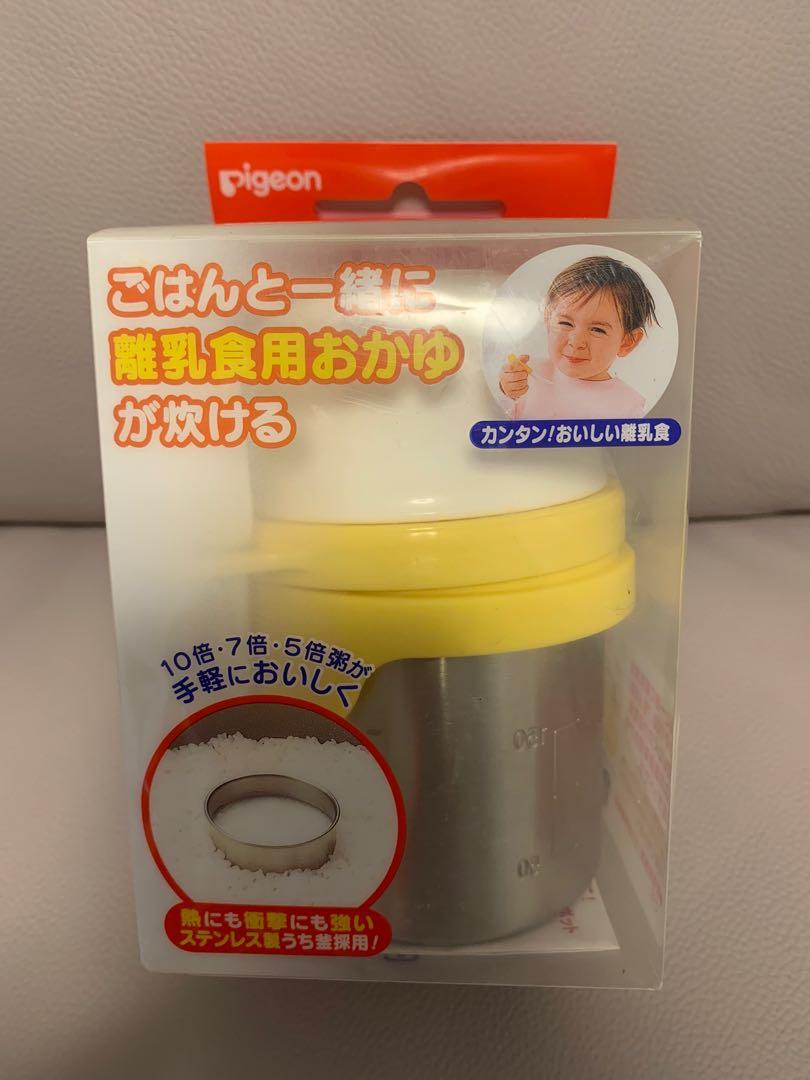 Pigeon
ごはんと一緒に
離乳食用おかゆ
が炊ける
カンタン!おいしい離乳食
10倍・7倍・5倍粥が
手軽においしく
150
50
熱にも衝撃にも強い
ステンレス製うち釜採用!